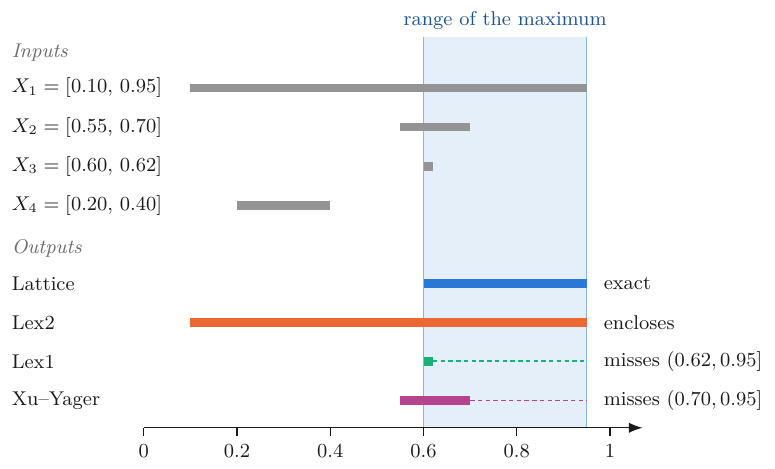 range of the maximum
Inputs
X₁ = [0.10, 0.95]
X₂ = [0.55, 0.70]
X₃ = [0.60, 0.62]
X₄ = [0.20, 0.40]
Outputs
Lattice exact
Lex2 encloses
Lex1 misses (0.62, 0.95]
Xu–Yager misses (0.70, 0.95]
0 0.2 0.4 0.6 0.8 1